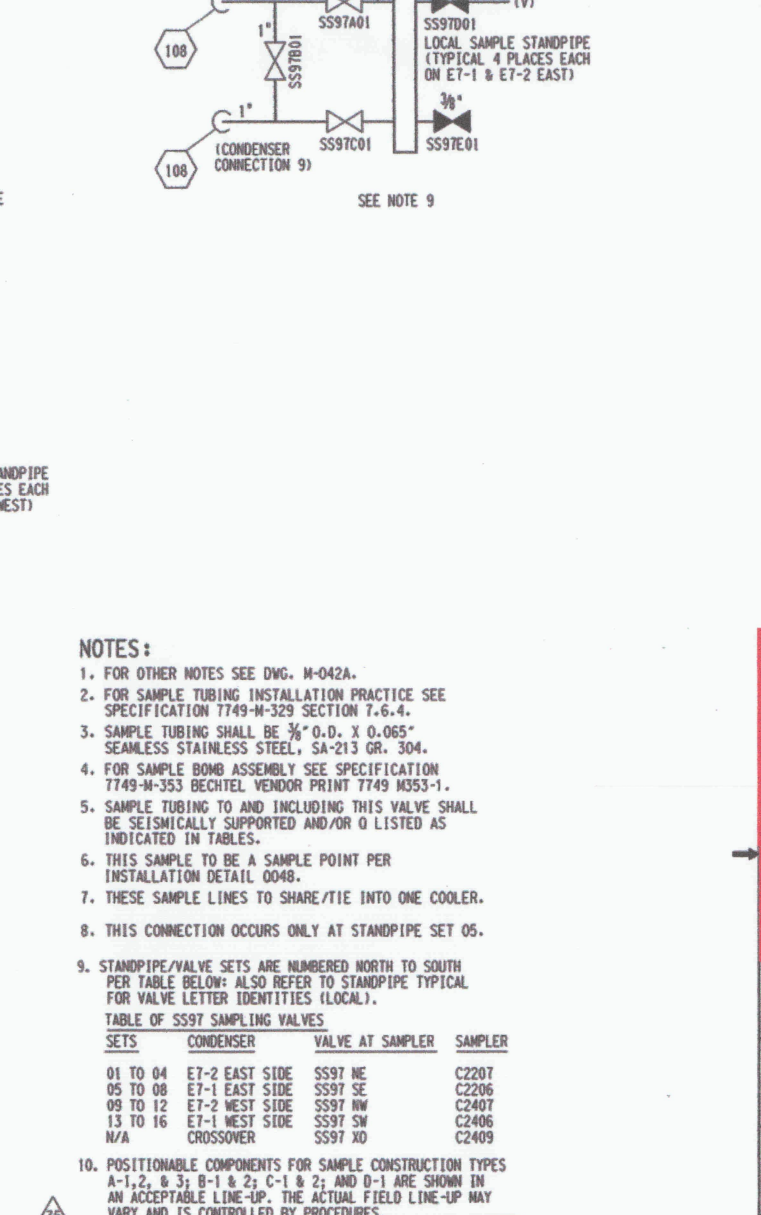 (V)
SS97A01
SS97D01
108
1"
SS97B01
LOCAL SAMPLE STANDPIPE
(TYPICAL 4 PLACES EACH
ON E7-1 & E7-2 EAST)
3/8"
1"
SS97C01
SS97E01
(CONDENSER
CONNECTION 9)
108
SEE NOTE 9
ANDPIPE
ES EACH
WEST)
NOTES:
1. FOR OTHER NOTES SEE DWG. M-042A.
2. FOR SAMPLE TUBING INSTALLATION PRACTICE SEE
SPECIFICATION 7749-M-329 SECTION 7.6.4.
3. SAMPLE TUBING SHALL BE 3/8" O.D. X 0.065"
SEAMLESS STAINLESS STEEL, SA-213 GR. 304.
4. FOR SAMPLE BOMB ASSEMBLY SEE SPECIFICATION
7749-M-353 BECHTEL VENDOR PRINT 7749 M353-1.
5. SAMPLE TUBING TO AND INCLUDING THIS VALVE SHALL
BE SEISMICALLY SUPPORTED AND/OR Q LISTED AS
INDICATED IN TABLES.
6. THIS SAMPLE TO BE A SAMPLE POINT PER
INSTALLATION DETAIL 0048.
7. THESE SAMPLE LINES TO SHARE/TIE INTO ONE COOLER.
8. THIS CONNECTION OCCURS ONLY AT STANDPIPE SET 05.
9. STANDPIPE/VALVE SETS ARE NUMBERED NORTH TO SOUTH
PER TABLE BELOW: ALSO REFER TO STANDPIPE TYPICAL
FOR VALVE LETTER IDENTITIES (LOCAL).
TABLE OF SS97 SAMPLING VALVES
SETS CONDENSER VALVE AT SAMPLER SAMPLER
01 TO 04 E7-2 EAST SIDE SS97 NE C2207
05 TO 08 E7-1 EAST SIDE SS97 SE C2206
09 TO 12 E7-2 WEST SIDE SS97 NW C2407
13 TO 16 E7-1 WEST SIDE SS97 SW C2406
N/A CROSSOVER SS97 XO C2409
10. POSITIONABLE COMPONENTS FOR SAMPLE CONSTRUCTION TYPES
A-1,2, & 3; B-1 & 2; C-1 & 2; AND D-1 ARE SHOWN IN
AN ACCEPTABLE LINE-UP. THE ACTUAL FIELD LINE-UP MAY
VARY AND IS CONTROLLED BY PROCEDURES.